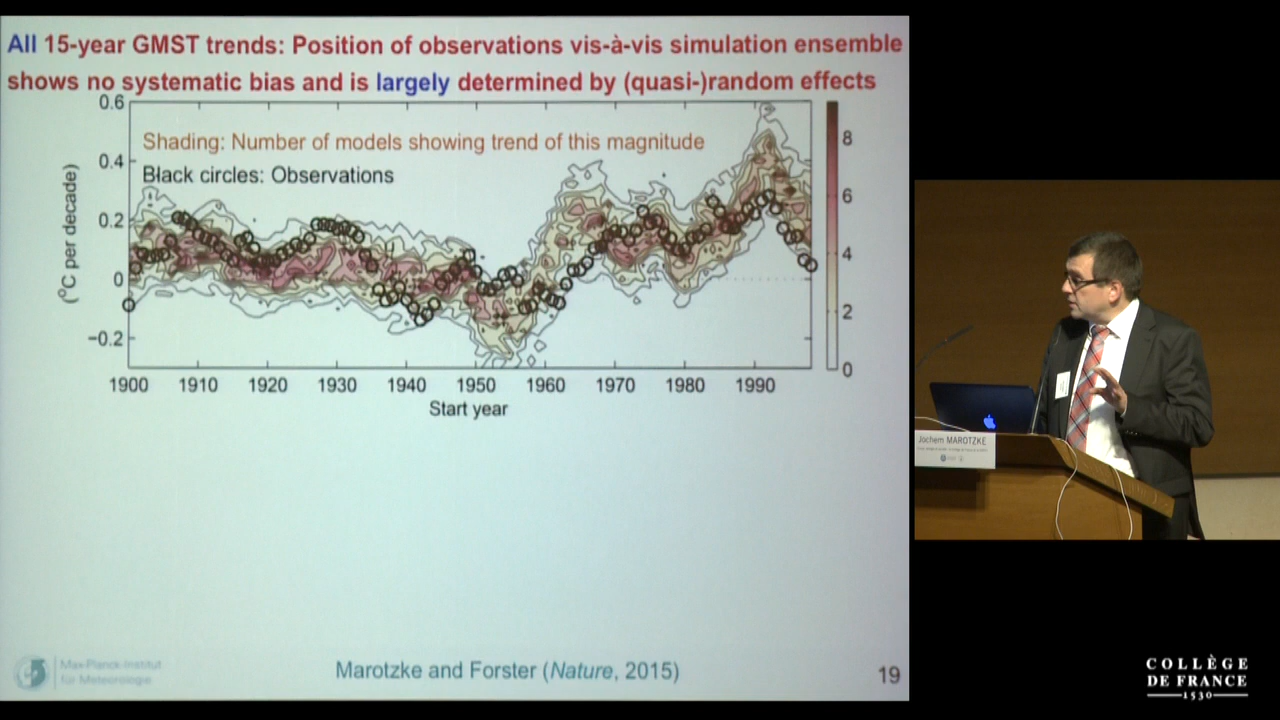 All 15-year GMST trends: Position of observations vis-à-vis simulation ensemble
shows no systematic bias and is largely determined by (quasi-)random effects
Shading: Number of models showing trend of this magnitude
Black circles: Observations
(°C per decade)
0.6
0.4
0.2
0
−0.2
1900 1910 1920 1930 1940 1950 1960 1970 1980 1990
Start year
8
6
4
2
0
Max-Planck-Institut
für Meteorologie
Marotzke and Forster (Nature, 2015)
19
Jochem MAROTZKE
COLLÈGE
DE FRANCE
1530